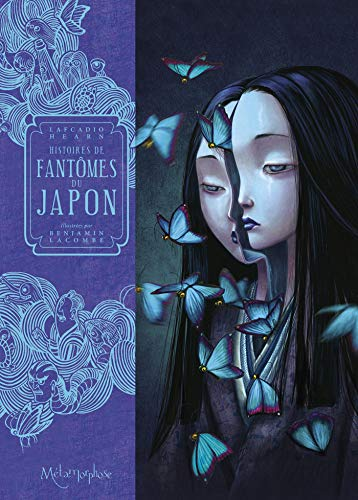 LAFCADIO
HEARN
HISTOIRES DE
FANTÔMES
DU
JAPON
Illustrées par
BENJAMIN
LACOMBE
Métamorphose